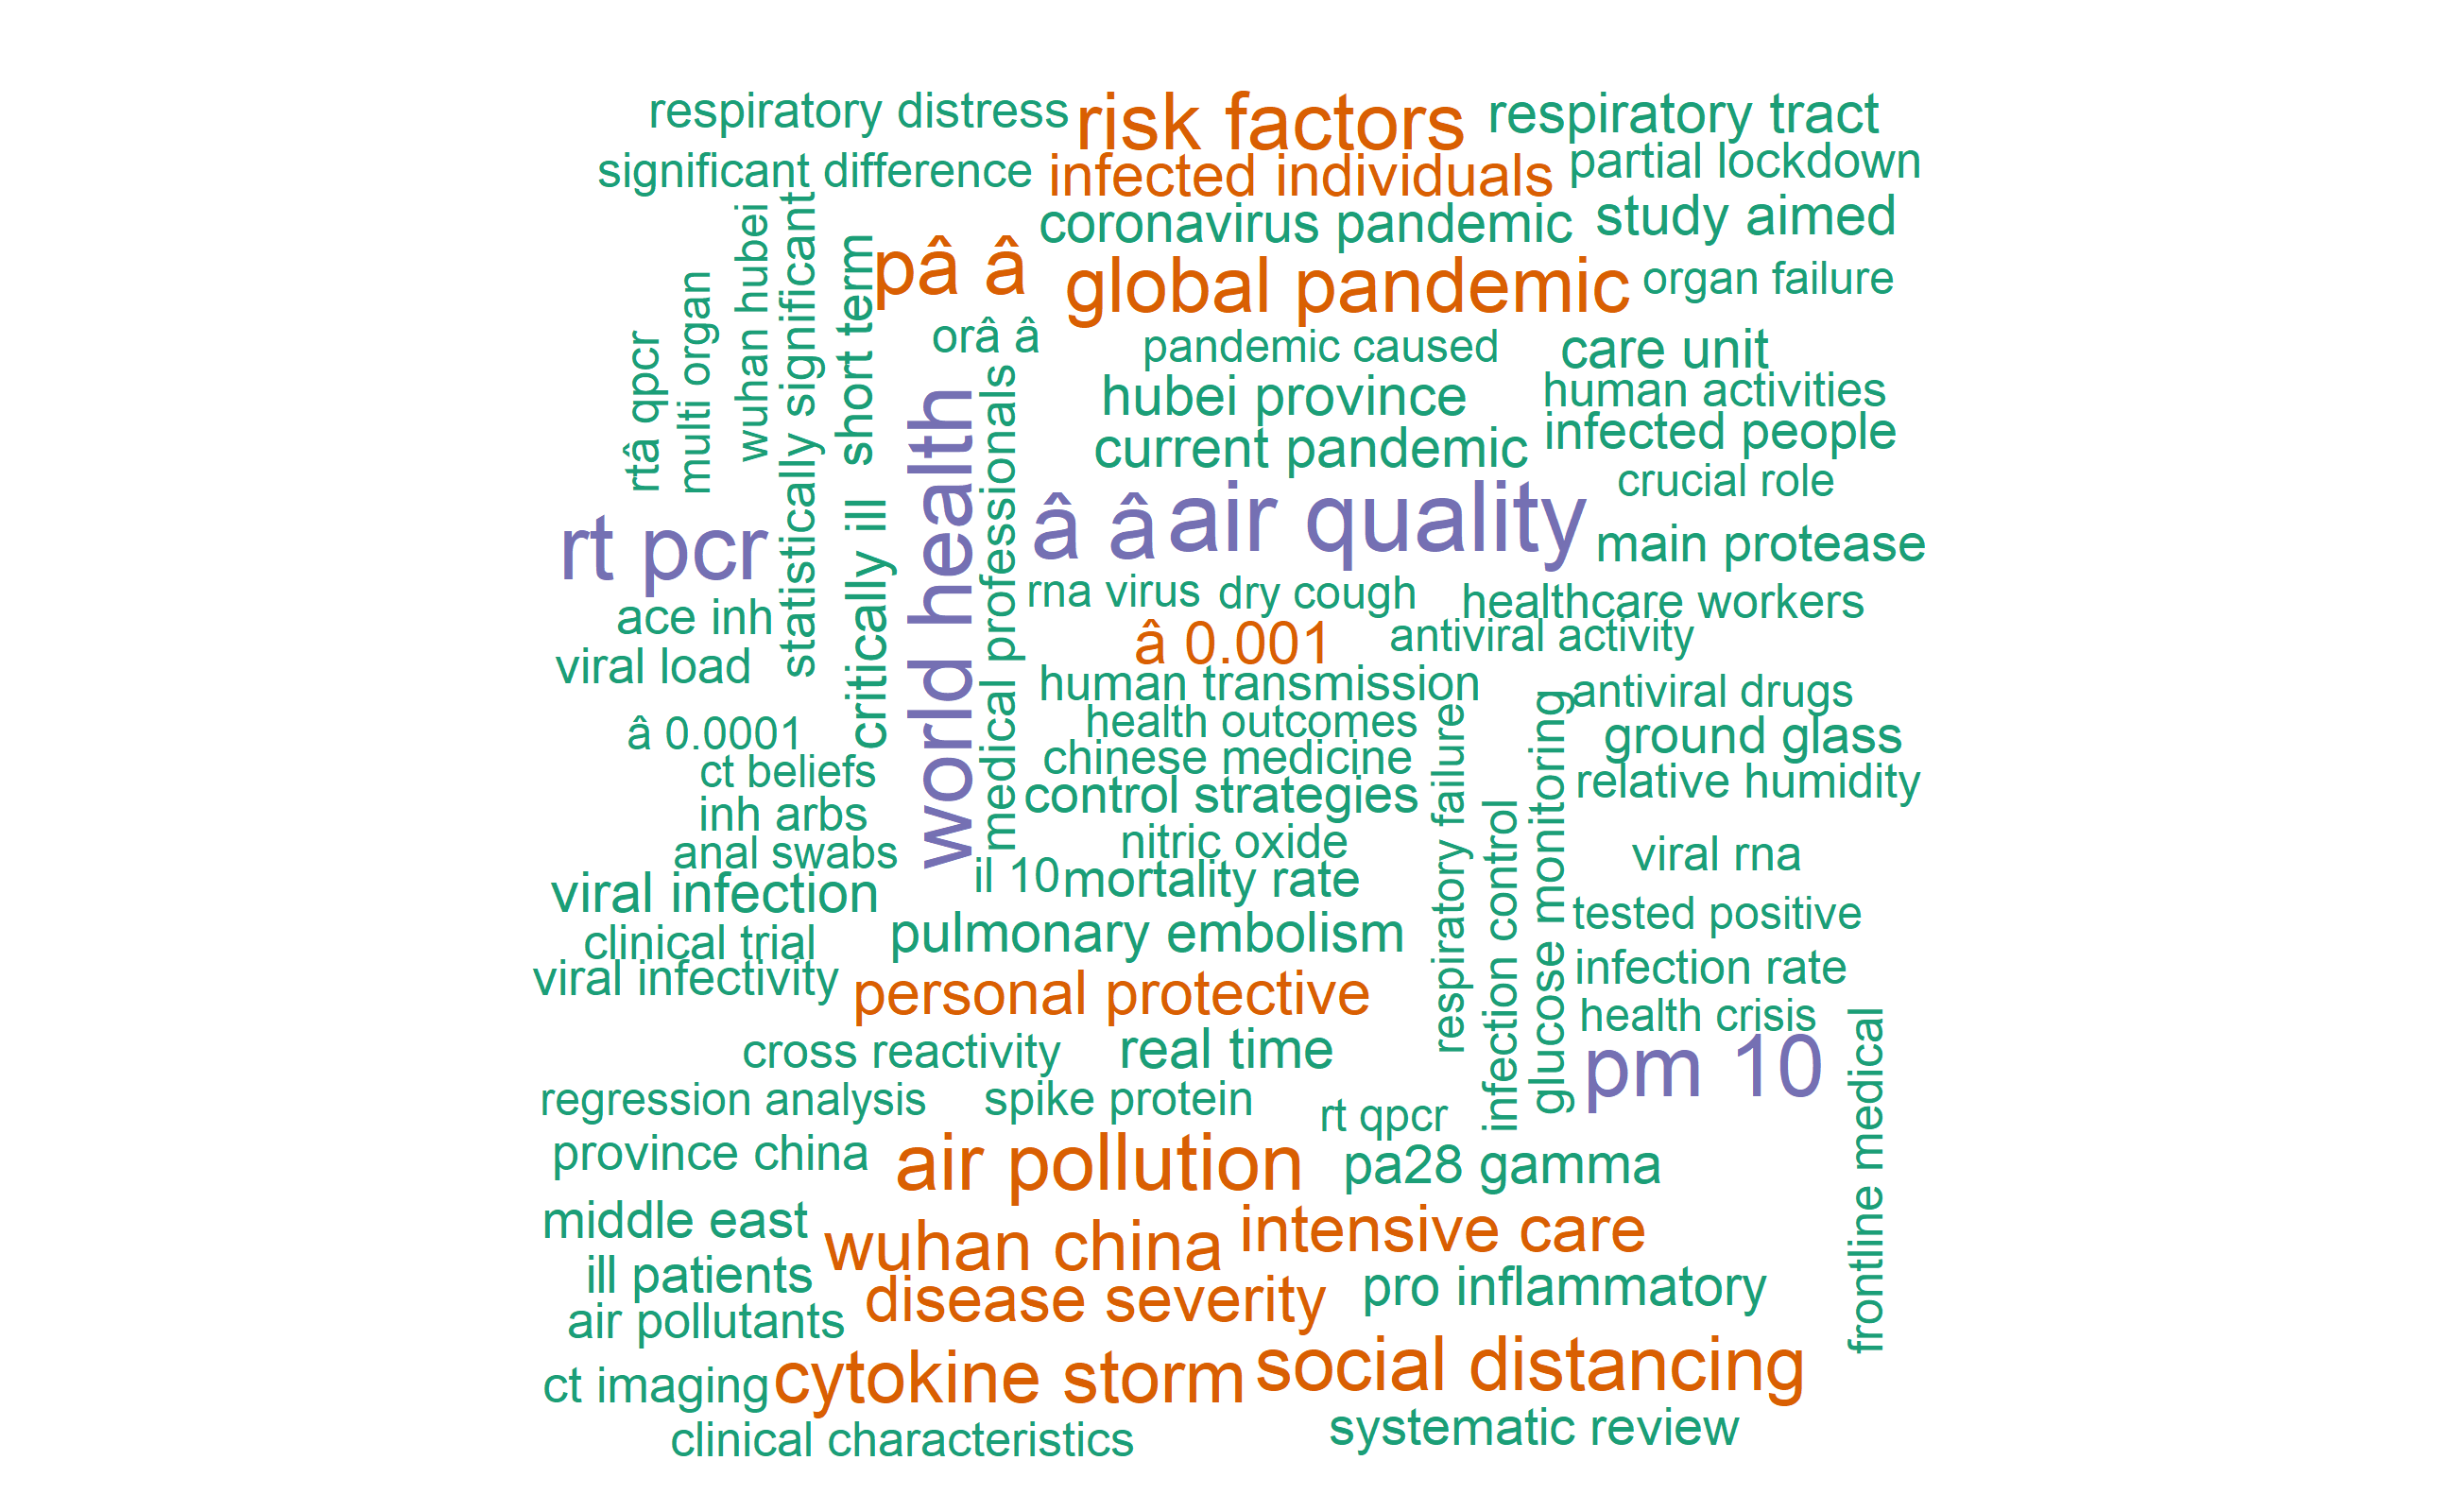 respiratory distress
risk factors
respiratory tract
significant difference
infected individuals
partial lockdown
coronavirus pandemic
study aimed
wuhan hubei
statistically significant
short term
pâ â
global pandemic
organ failure
multi organ
rtâ qpcr
orâ â
pandemic caused
care unit
hubei province
human activities
current pandemic
infected people
world health
medical professionals
crucial role
critically ill
rt pcr
â â
air quality
main protease
ace inh
rna virus
dry cough
healthcare workers
â 0.001
antiviral activity
viral load
human transmission
antiviral drugs
â 0.0001
health outcomes
ground glass
ct beliefs
chinese medicine
relative humidity
inh arbs
control strategies
respiratory failure
infection control
glucose monitoring
nitric oxide
anal swabs
viral rna
il 10
mortality rate
viral infection
tested positive
clinical trial
pulmonary embolism
infection rate
viral infectivity
personal protective
health crisis
cross reactivity
real time
pm 10
frontline medical
regression analysis
spike protein
rt qpcr
province china
air pollution
pa28 gamma
middle east
wuhan china
intensive care
ill patients
disease severity
pro inflammatory
air pollutants
ct imaging
cytokine storm
social distancing
clinical characteristics
systematic review